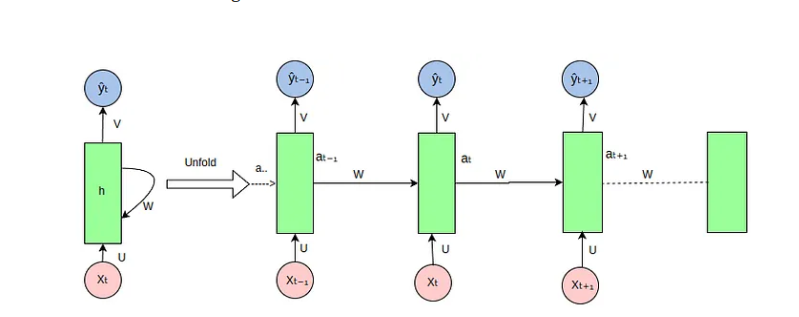 ŷt
V
h
W
U
Xt
Unfold
a..
ŷt-1
V
at-1
U
Xt-1
W
ŷt
V
at
U
Xt
W
ŷt+1
V
at+1
U
Xt+1
W